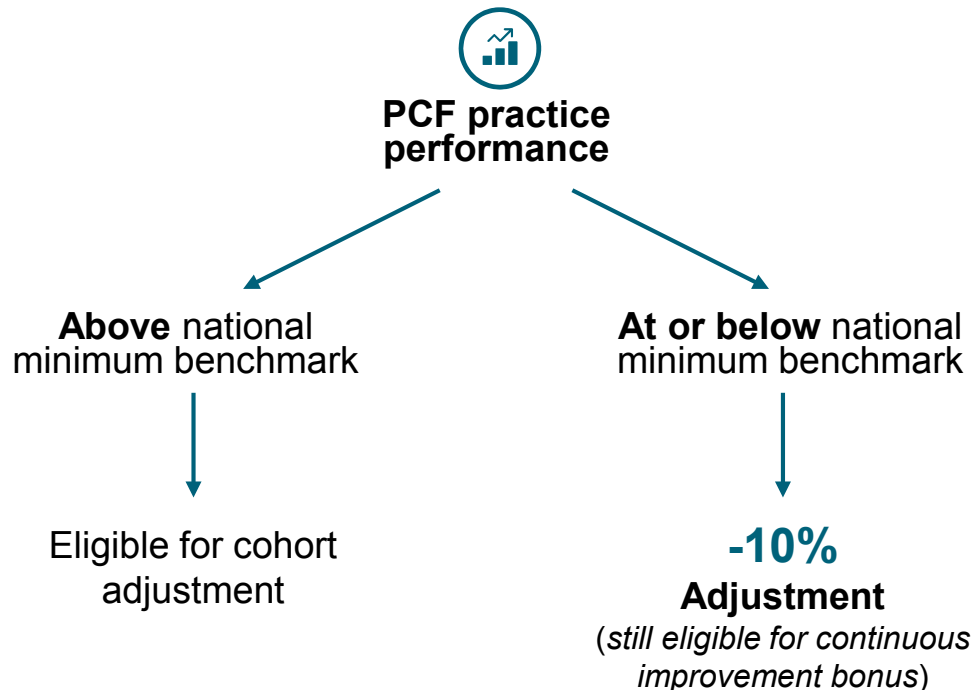 PCF practice
performance
Above national
minimum benchmark
At or below national
minimum benchmark
Eligible for cohort
adjustment
-10%
Adjustment
(still eligible for continuous
improvement bonus)